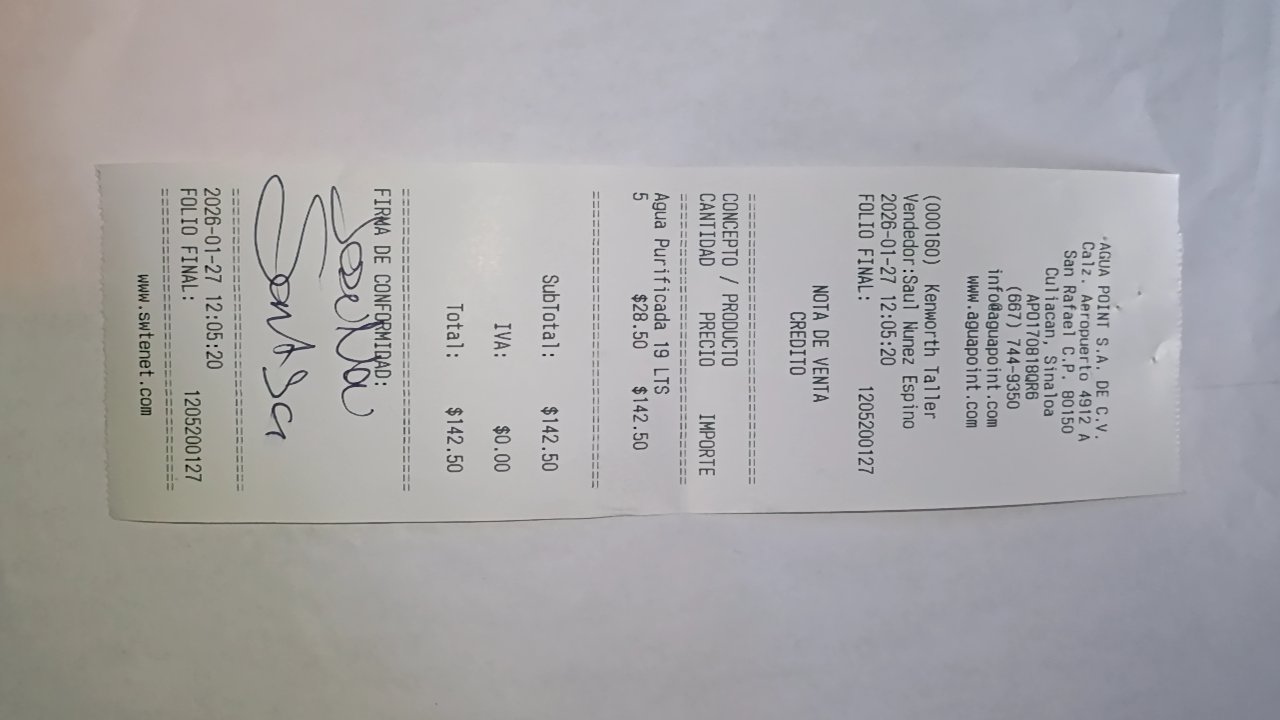 *AGUA POINT S.A. DE C.V.
Calz. Aeropuerto 4912 A
San Rafael C.P. 80150
Culiacan, Sinaloa
APO170818QR6
(667) 744-9350
info@aguapoint.com
www.aguapoint.com
(000160) Kenworth Taller
Vendedor:Saul Nunez Espino
2026-01-27 12:05:20
FOLIO FINAL: 1205200127
NOTA DE VENTA
CREDITO
CONCEPTO / PRODUCTO
CANTIDAD PRECIO IMPORTE
Agua Purificada 19 LTS
5 $28.50 $142.50
SubTotal: $142.50
IVA: $0.00
Total: $142.50
FIRMA DE CONFORMIDAD:
2026-01-27 12:05:20
FOLIO FINAL: 1205200127
www.swtenet.com